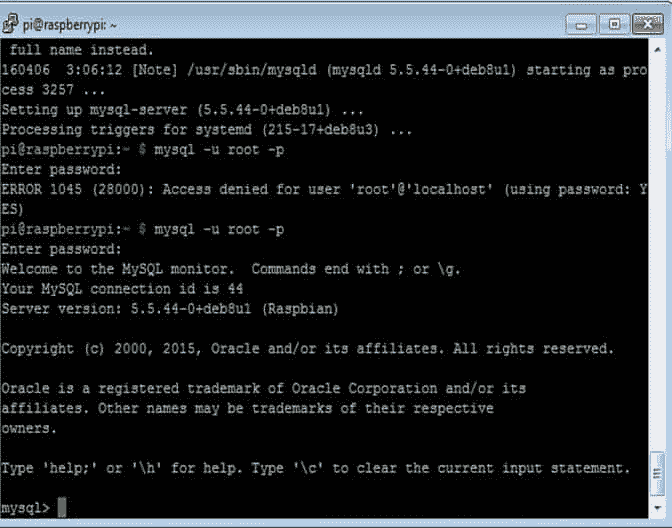 pi@raspberrypi: ~
full name instead.
160406  3:06:12 [Note] /usr/sbin/mysqld (mysqld 5.5.44-0+deb8u1) starting as pro
cess 3257 ...
Setting up mysql-server (5.5.44-0+deb8u1) ...
Processing triggers for systemd (215-17+deb8u3) ...
pi@raspberrypi:~ $ mysql -u root -p
Enter password:
ERROR 1045 (28000): Access denied for user 'root'@'localhost' (using password: Y
ES)
pi@raspberrypi:~ $ mysql -u root -p
Enter password:
Welcome to the MySQL monitor.  Commands end with ; or \g.
Your MySQL connection id is 44
Server version: 5.5.44-0+deb8u1 (Raspbian)
Copyright (c) 2000, 2015, Oracle and/or its affiliates. All rights reserved.
Oracle is a registered trademark of Oracle Corporation and/or its
affiliates. Other names may be trademarks of their respective
owners.
Type 'help;' or '\h' for help. Type '\c' to clear the current input statement.
mysql>